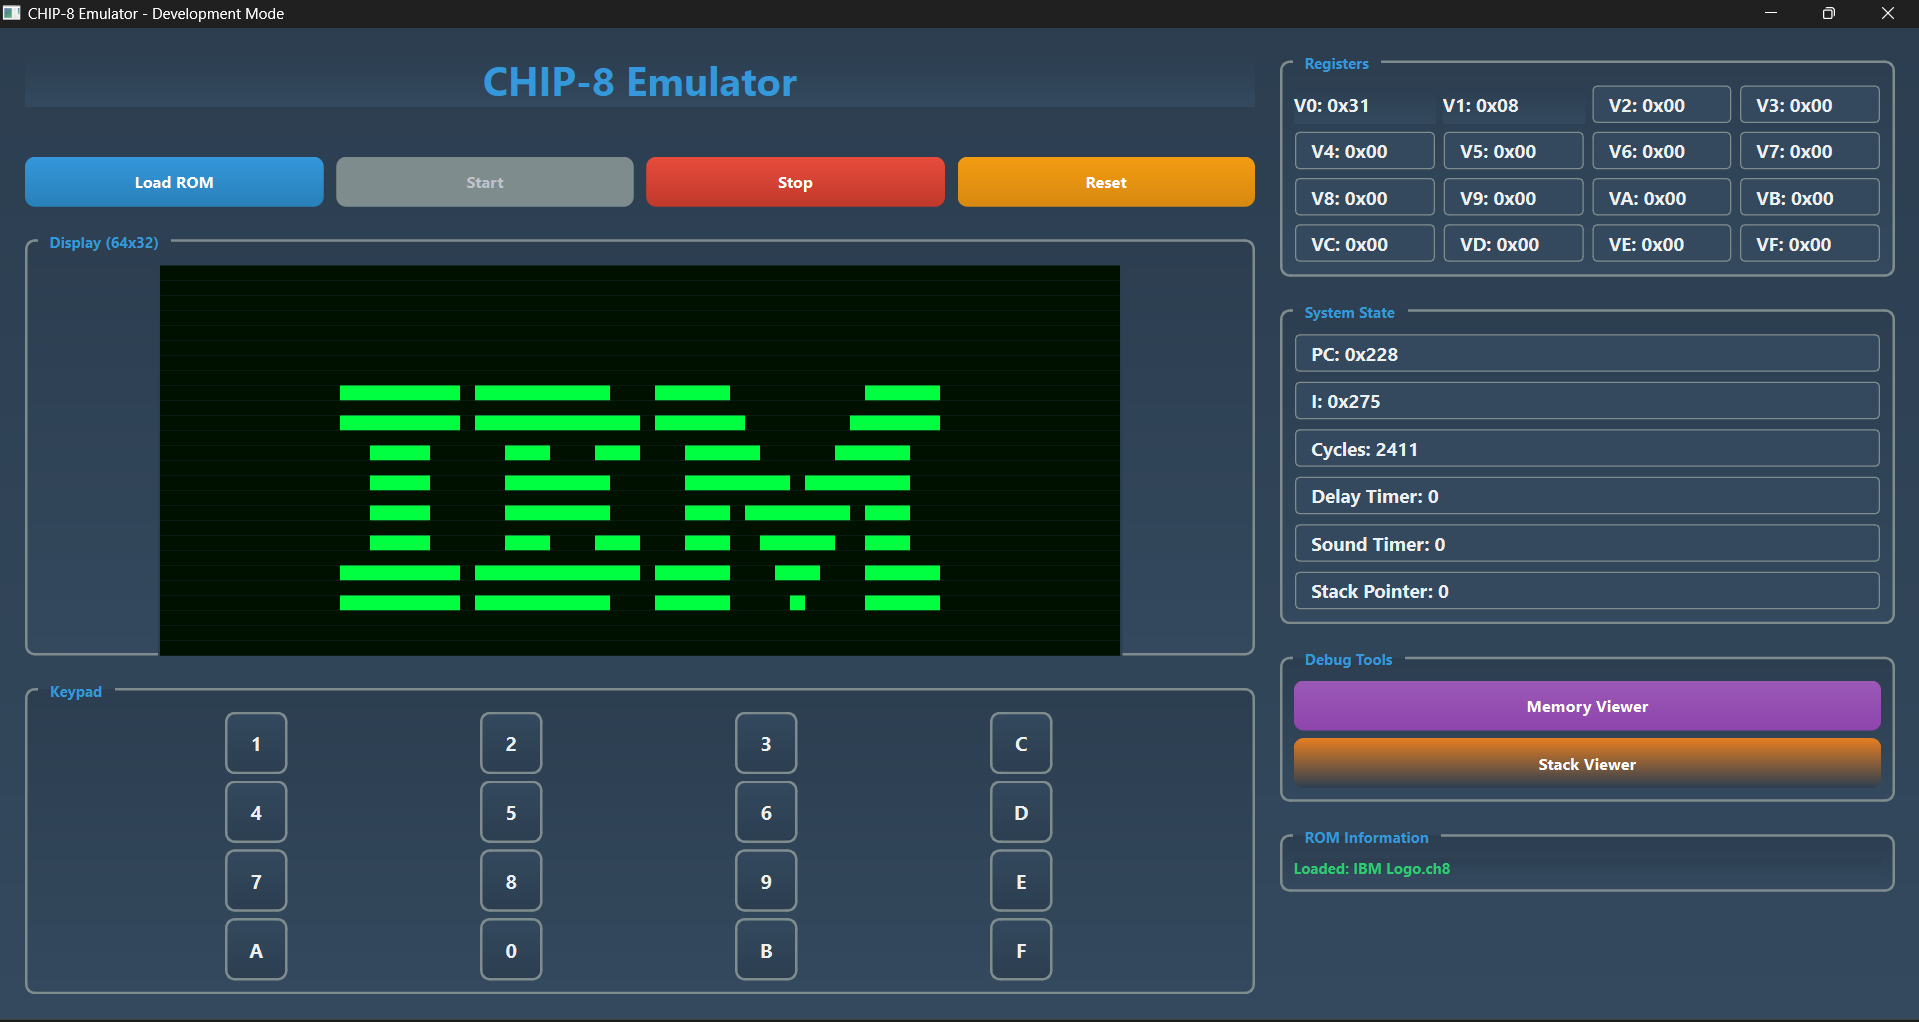 CHIP-8 Emulator - Development Mode
CHIP-8 Emulator
Load ROM Start Stop Reset
Display (64x32)
IBM
Keypad
1 2 3 C
4 5 6 D
7 8 9 E
A 0 B F
Registers
V0: 0x31 V1: 0x08 V2: 0x00 V3: 0x00
V4: 0x00 V5: 0x00 V6: 0x00 V7: 0x00
V8: 0x00 V9: 0x00 VA: 0x00 VB: 0x00
VC: 0x00 VD: 0x00 VE: 0x00 VF: 0x00
System State
PC: 0x228
I: 0x275
Cycles: 2411
Delay Timer: 0
Sound Timer: 0
Stack Pointer: 0
Debug Tools
Memory Viewer
Stack Viewer
ROM Information
Loaded: IBM Logo.ch8